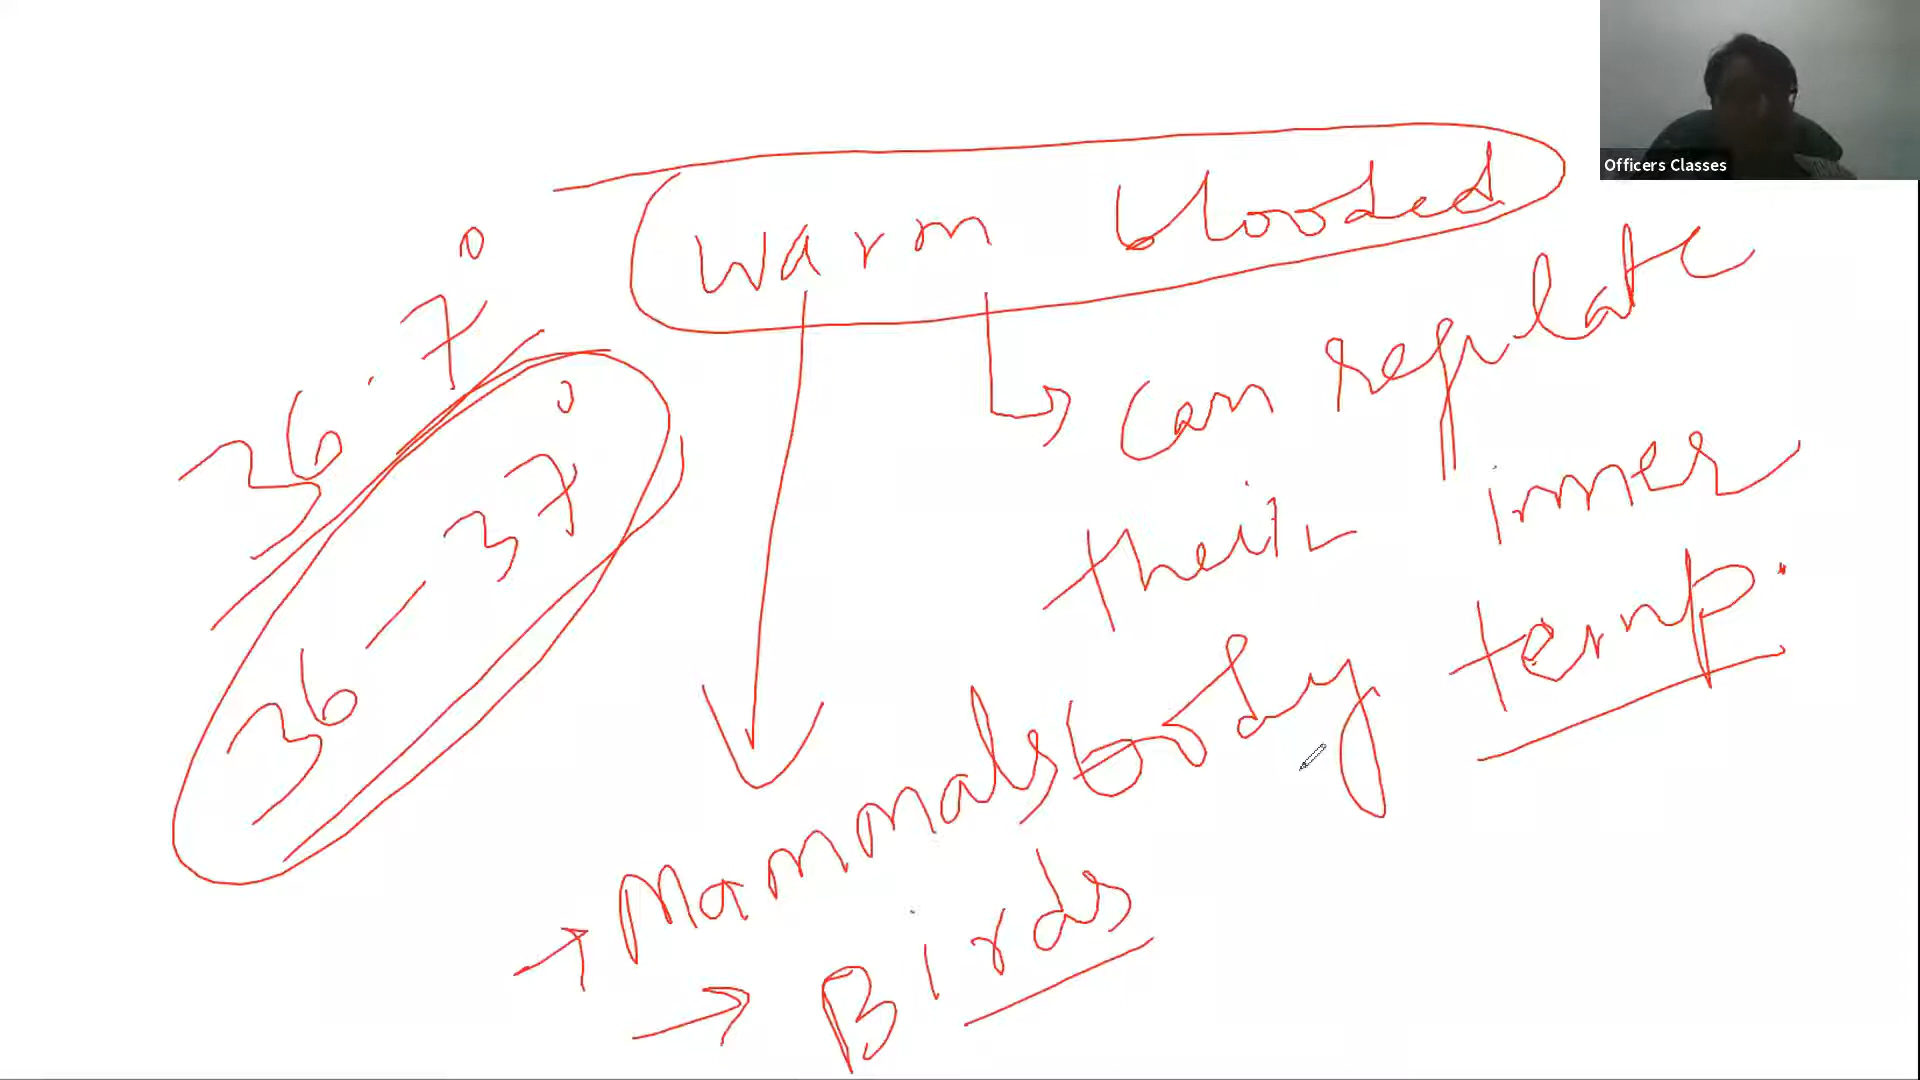 Officers Classes
Warm blooded
36.7°
36 - 37°
can regulate
their inner
body temp.
→ Mammals
→ Birds